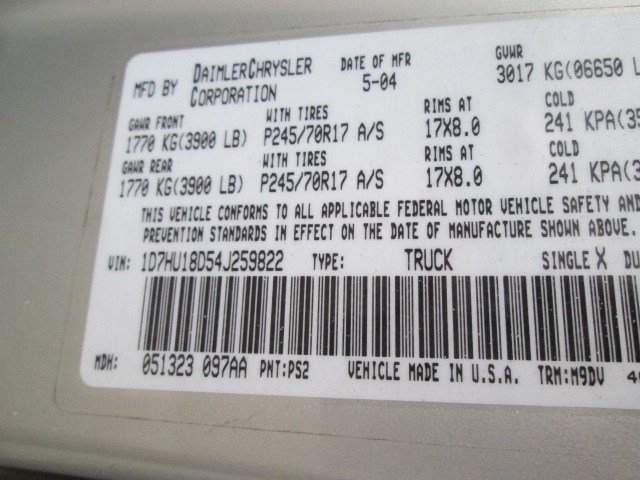 MFD BY DAIMLERCHRYSLER CORPORATION DATE OF MFR 5-04 GVWR 3017 KG(06650 L
GAWR FRONT WITH TIRES RIMS AT COLD
1770 KG(3900 LB) P245/70R17 A/S 17X8.0 241 KPA(35
GAWR REAR WITH TIRES RIMS AT COLD
1770 KG(3900 LB) P245/70R17 A/S 17X8.0 241 KPA(3
THIS VEHICLE CONFORMS TO ALL APPLICABLE FEDERAL MOTOR VEHICLE SAFETY AND
PREVENTION STANDARDS IN EFFECT ON THE DATE OF MANUFACTURE SHOWN ABOVE.
VIN: 1D7HU18D54J259822 TYPE: TRUCK SINGLE X DU
MDH: 051323 097AA PNT:PS2 VEHICLE MADE IN U.S.A. TRM:M9DV 4